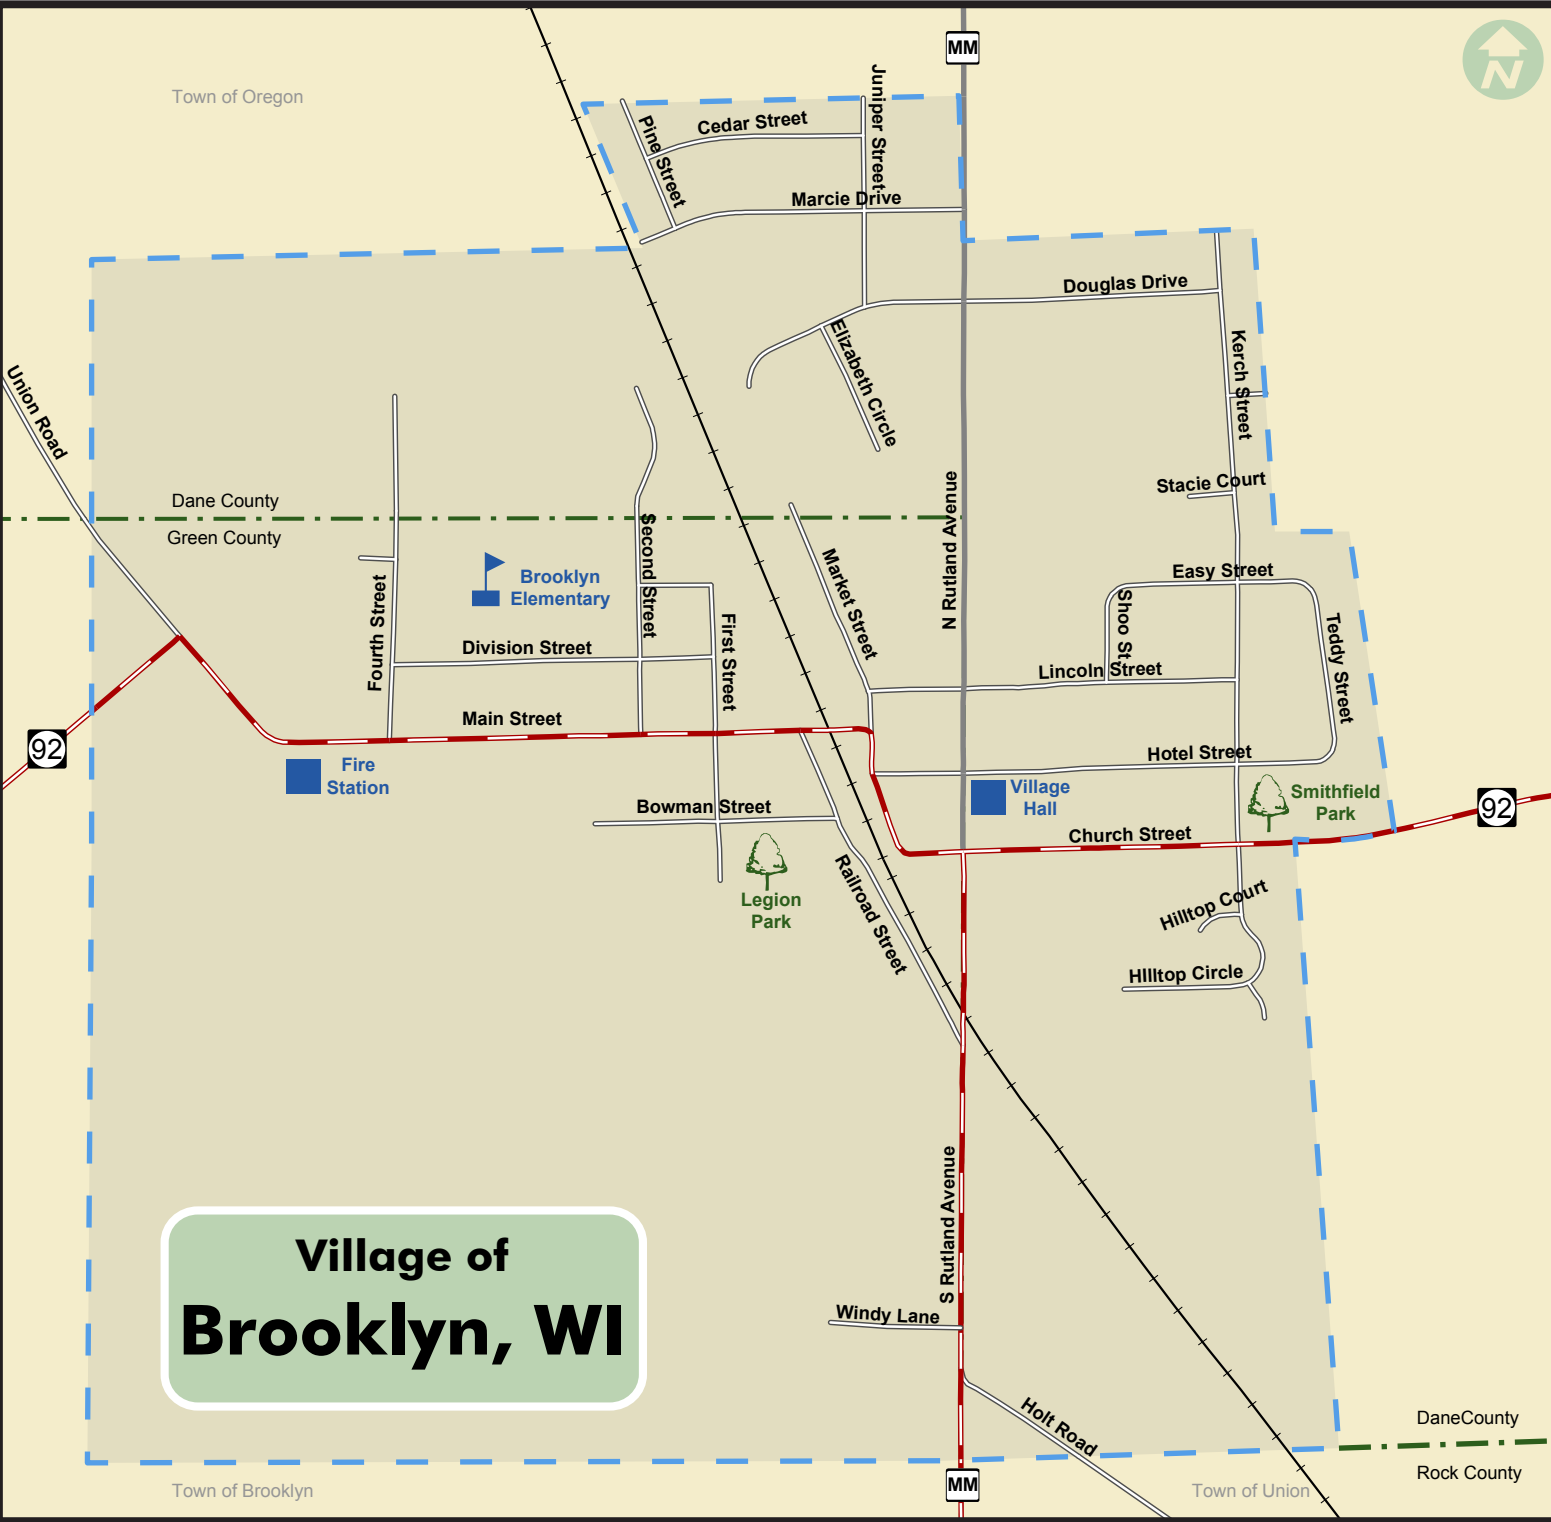 MM
N
Town of Oregon
Juniper Street
Cedar Street
Pine Street
Marcie Drive
Douglas Drive
Elizabeth Circle
Kerch Street
Union Road
Stacie Court
Dane County
Green County
N Rutland Avenue
Second Street
Market Street
Brooklyn
Elementary
Easy Street
Shoo St.
Fourth Street
First Street
Teddy Street
Division Street
Lincoln Street
Main Street
92
Hotel Street
Fire
Station
Village
Hall
Smithfield
Park
92
Bowman Street
Church Street
Legion
Park
Railroad Street
Hilltop Court
HIlltop Circle
S Rutland Avenue
Village of
Brooklyn, WI
Windy Lane
Holt Road
DaneCounty
Rock County
MM
Town of Brooklyn
Town of Union